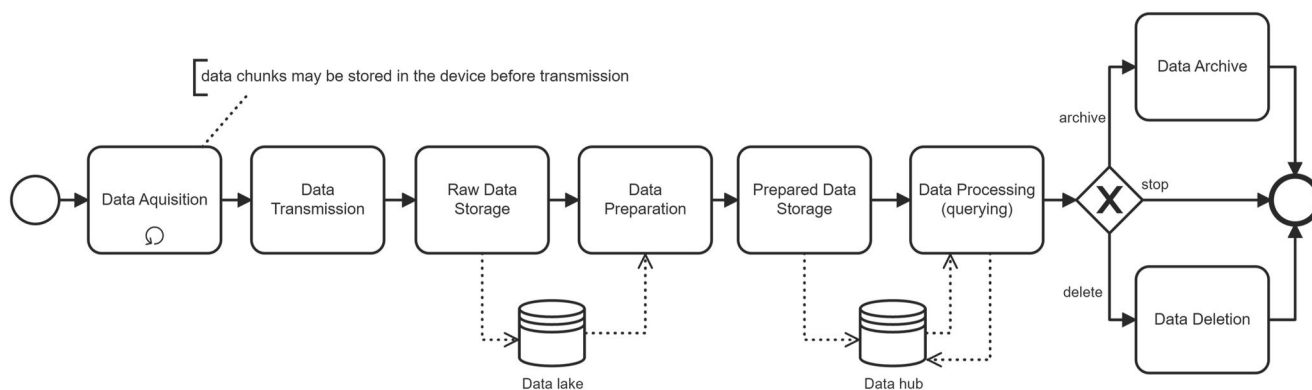 data chunks may be stored in the device before transmission
Data Aquisition
Data
Transmission
Raw Data
Storage
Data
Preparation
Prepared Data
Storage
Data Processing
(querying)
archive
stop
delete
X
Data Archive
Data Deletion
Data lake
Data hub